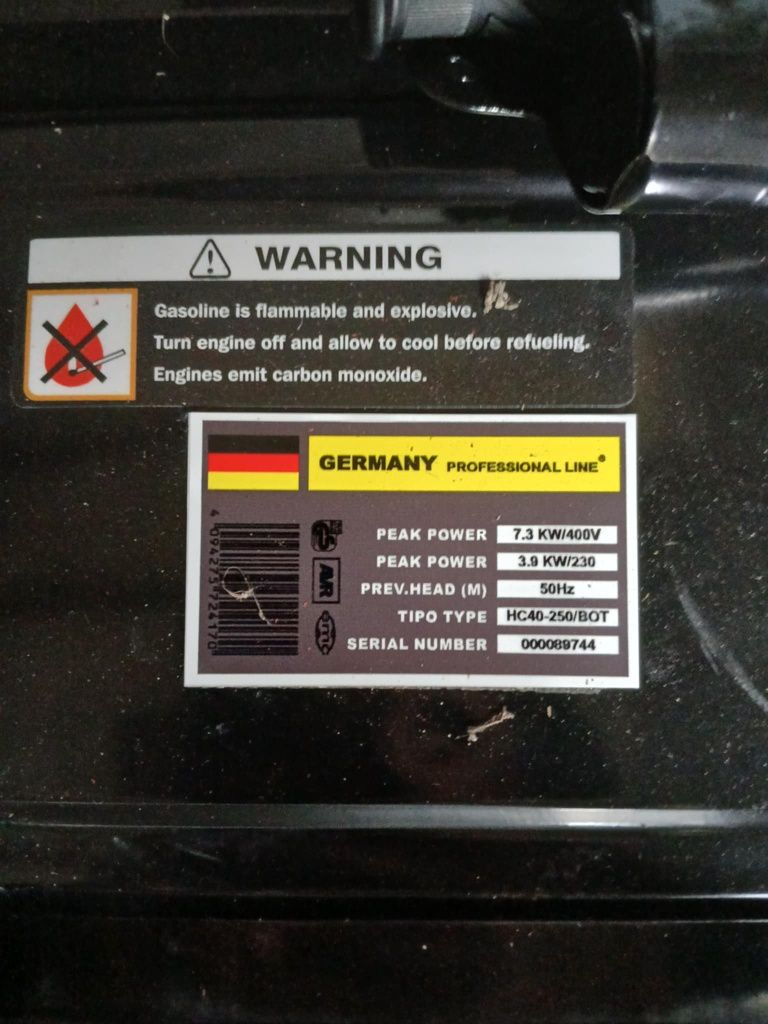 WARNING
Gasoline is flammable and explosive.
Turn engine off and allow to cool before refueling.
Engines emit carbon monoxide.
GERMANY PROFESSIONAL LINE®
PEAK POWER 7.3 KW/400V
PEAK POWER 3.9 KW/230
PREV.HEAD (M) 50Hz
TIPO TYPE HC40-250/BOT
SERIAL NUMBER 000089744